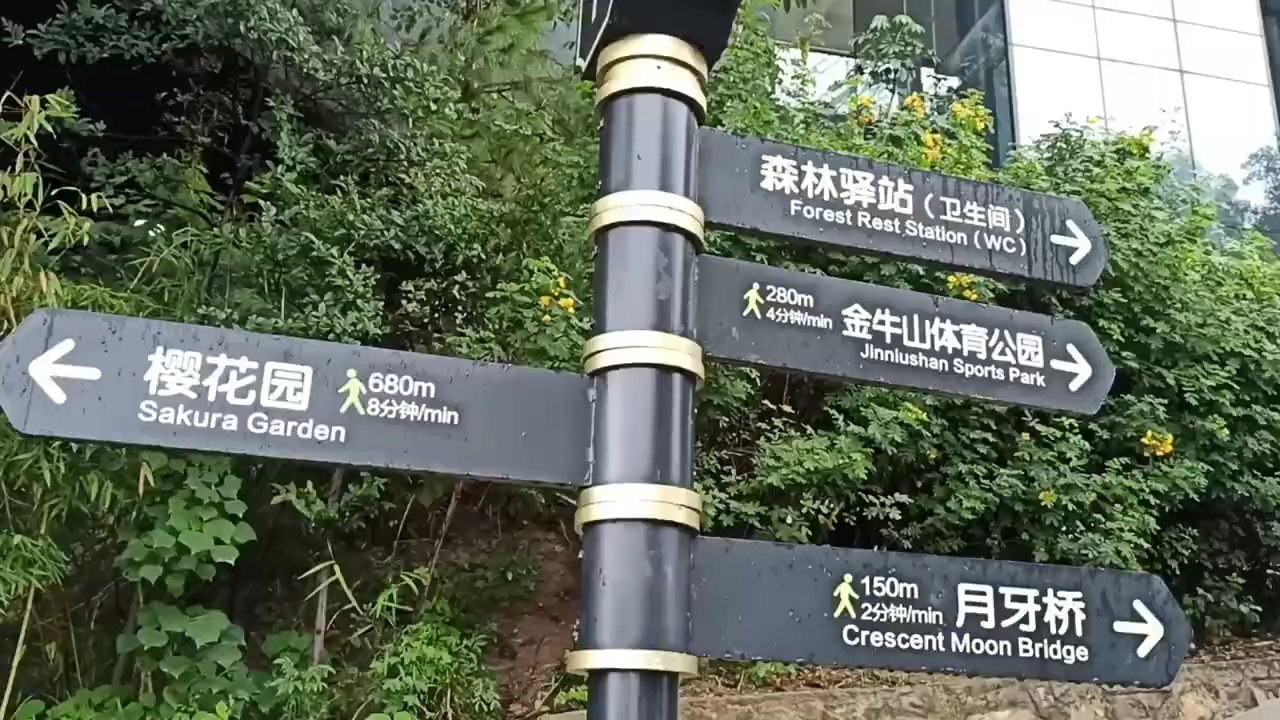 森林驿站（卫生间）
Forest Rest Station (WC)
280m
4分钟/min
金牛山体育公园
Jinniushan Sports Park
樱花园
Sakura Garden
680m
8分钟/min
150m
2分钟/min
月牙桥
Crescent Moon Bridge